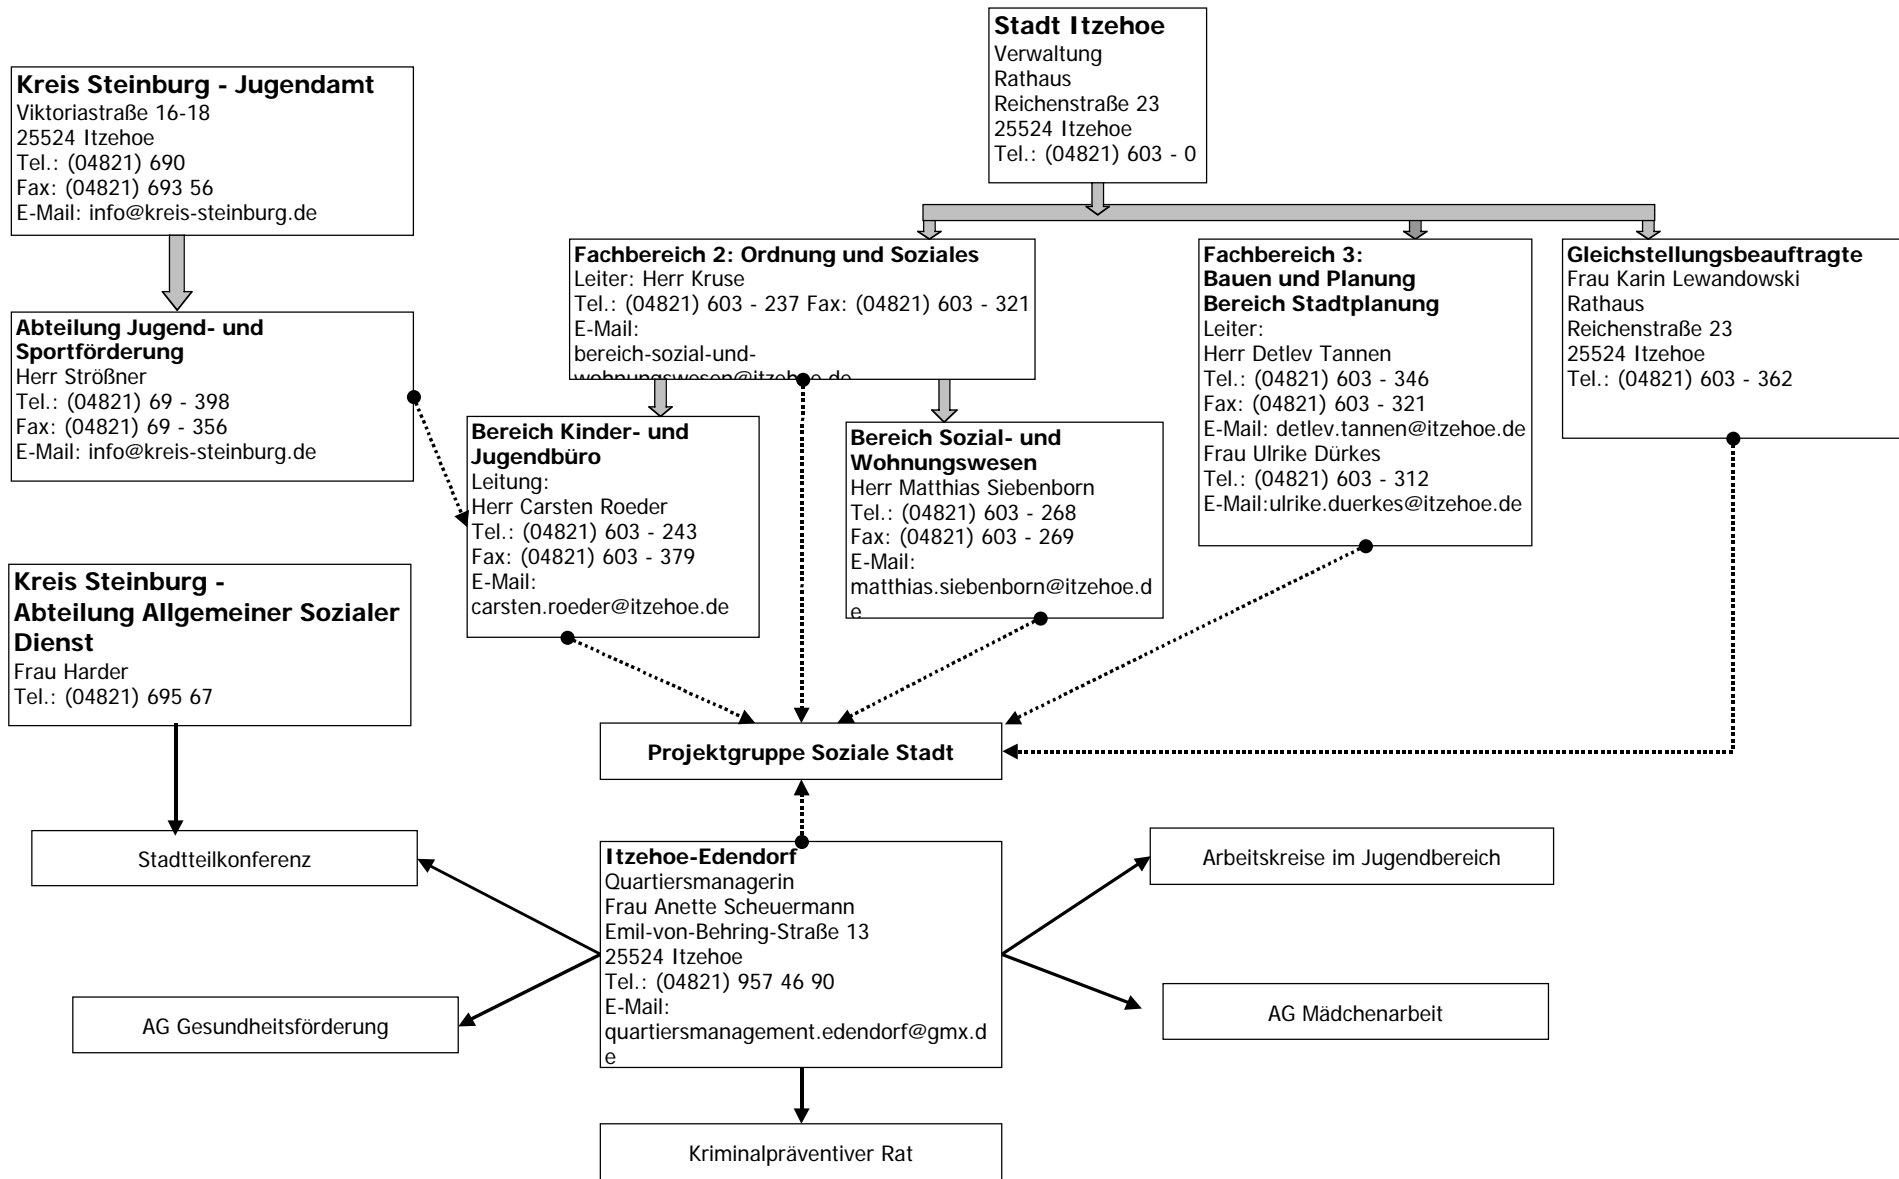 Stadt Itzehoe
Verwaltung
Rathaus
Reichenstraße 23
25524 Itzehoe
Tel.: (04821) 603 - 0
Kreis Steinburg - Jugendamt
Viktoriastraße 16-18
25524 Itzehoe
Tel.: (04821) 690
Fax: (04821) 693 56
E-Mail: info@kreis-steinburg.de
Fachbereich 2: Ordnung und Soziales
Leiter: Herr Kruse
Tel.: (04821) 603 - 237 Fax: (04821) 603 - 321
E-Mail:
bereich-sozial-und-
wohnungswesen@itzehoe.de
Fachbereich 3:
Bauen und Planung
Bereich Stadtplanung
Leiter:
Herr Detlev Tannen
Tel.: (04821) 603 - 346
Fax: (04821) 603 - 321
E-Mail: detlev.tannen@itzehoe.de
Frau Ulrike Dürkes
Tel.: (04821) 603 - 312
E-Mail:ulrike.duerkes@itzehoe.de
Gleichstellungsbeauftragte
Frau Karin Lewandowski
Rathaus
Reichenstraße 23
25524 Itzehoe
Tel.: (04821) 603 - 362
Abteilung Jugend- und
Sportförderung
Herr Strößner
Tel.: (04821) 69 - 398
Fax: (04821) 69 - 356
E-Mail: info@kreis-steinburg.de
Bereich Kinder- und
Jugendbüro
Leitung:
Herr Carsten Roeder
Tel.: (04821) 603 - 243
Fax: (04821) 603 - 379
E-Mail:
carsten.roeder@itzehoe.de
Bereich Sozial- und
Wohnungswesen
Herr Matthias Siebenborn
Tel.: (04821) 603 - 268
Fax: (04821) 603 - 269
E-Mail:
matthias.siebenborn@itzehoe.d
e
Kreis Steinburg -
Abteilung Allgemeiner Sozialer
Dienst
Frau Harder
Tel.: (04821) 695 67
Projektgruppe Soziale Stadt
Stadtteilkonferenz
Itzehoe-Edendorf
Quartiersmanagerin
Frau Anette Scheuermann
Emil-von-Behring-Straße 13
25524 Itzehoe
Tel.: (04821) 957 46 90
E-Mail:
quartiersmanagement.edendorf@gmx.d
e
Arbeitskreise im Jugendbereich
AG Gesundheitsförderung
AG Mädchenarbeit
Kriminalpräventiver Rat